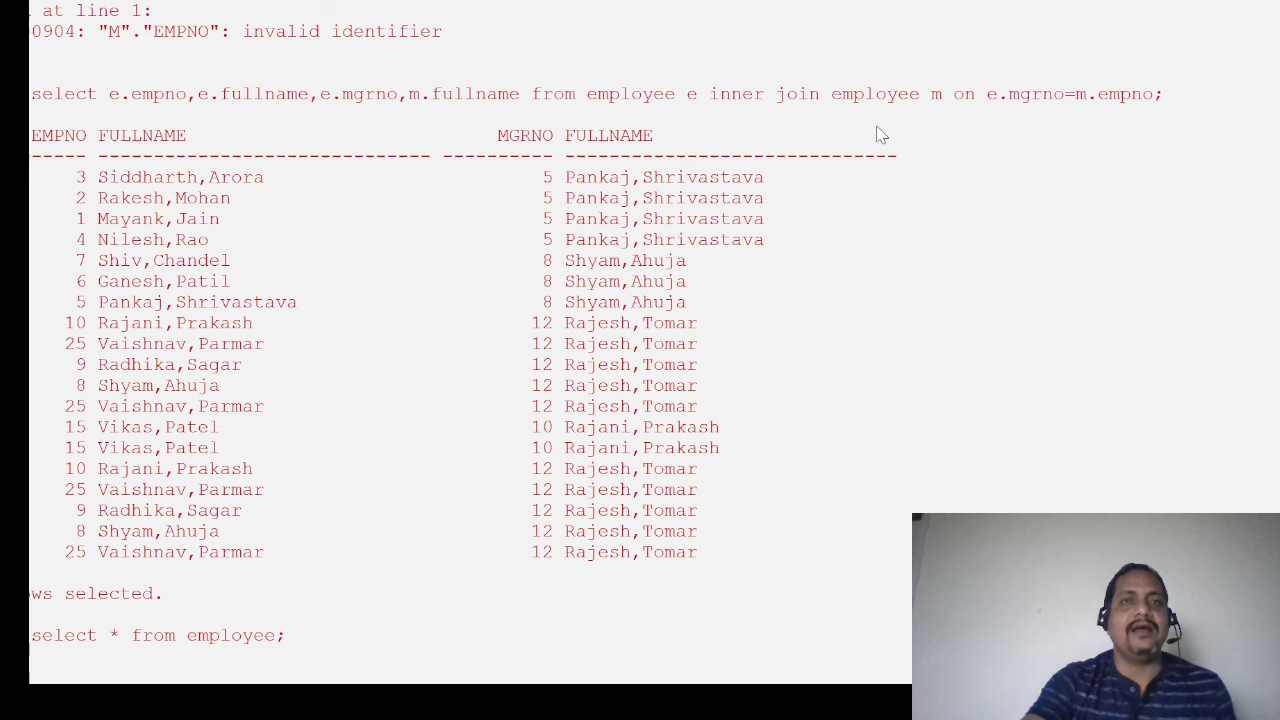 at line 1:
0904: "M"."EMPNO": invalid identifier
select e.empno,e.fullname,e.mgrno,m.fullname from employee e inner join employee m on e.mgrno=m.empno;
EMPNO FULLNAME MGRNO FULLNAME
----- ------------------------------ ---------- ------------------------------
3 Siddharth,Arora 5 Pankaj,Shrivastava
2 Rakesh,Mohan 5 Pankaj,Shrivastava
1 Mayank,Jain 5 Pankaj,Shrivastava
4 Nilesh,Rao 5 Pankaj,Shrivastava
7 Shiv,Chandel 8 Shyam,Ahuja
6 Ganesh,Patil 8 Shyam,Ahuja
5 Pankaj,Shrivastava 8 Shyam,Ahuja
10 Rajani,Prakash 12 Rajesh,Tomar
25 Vaishnav,Parmar 12 Rajesh,Tomar
9 Radhika,Sagar 12 Rajesh,Tomar
8 Shyam,Ahuja 12 Rajesh,Tomar
25 Vaishnav,Parmar 12 Rajesh,Tomar
15 Vikas,Patel 10 Rajani,Prakash
15 Vikas,Patel 10 Rajani,Prakash
10 Rajani,Prakash 12 Rajesh,Tomar
25 Vaishnav,Parmar 12 Rajesh,Tomar
9 Radhika,Sagar 12 Rajesh,Tomar
8 Shyam,Ahuja 12 Rajesh,Tomar
25 Vaishnav,Parmar 12 Rajesh,Tomar
ws selected.
select * from employee;